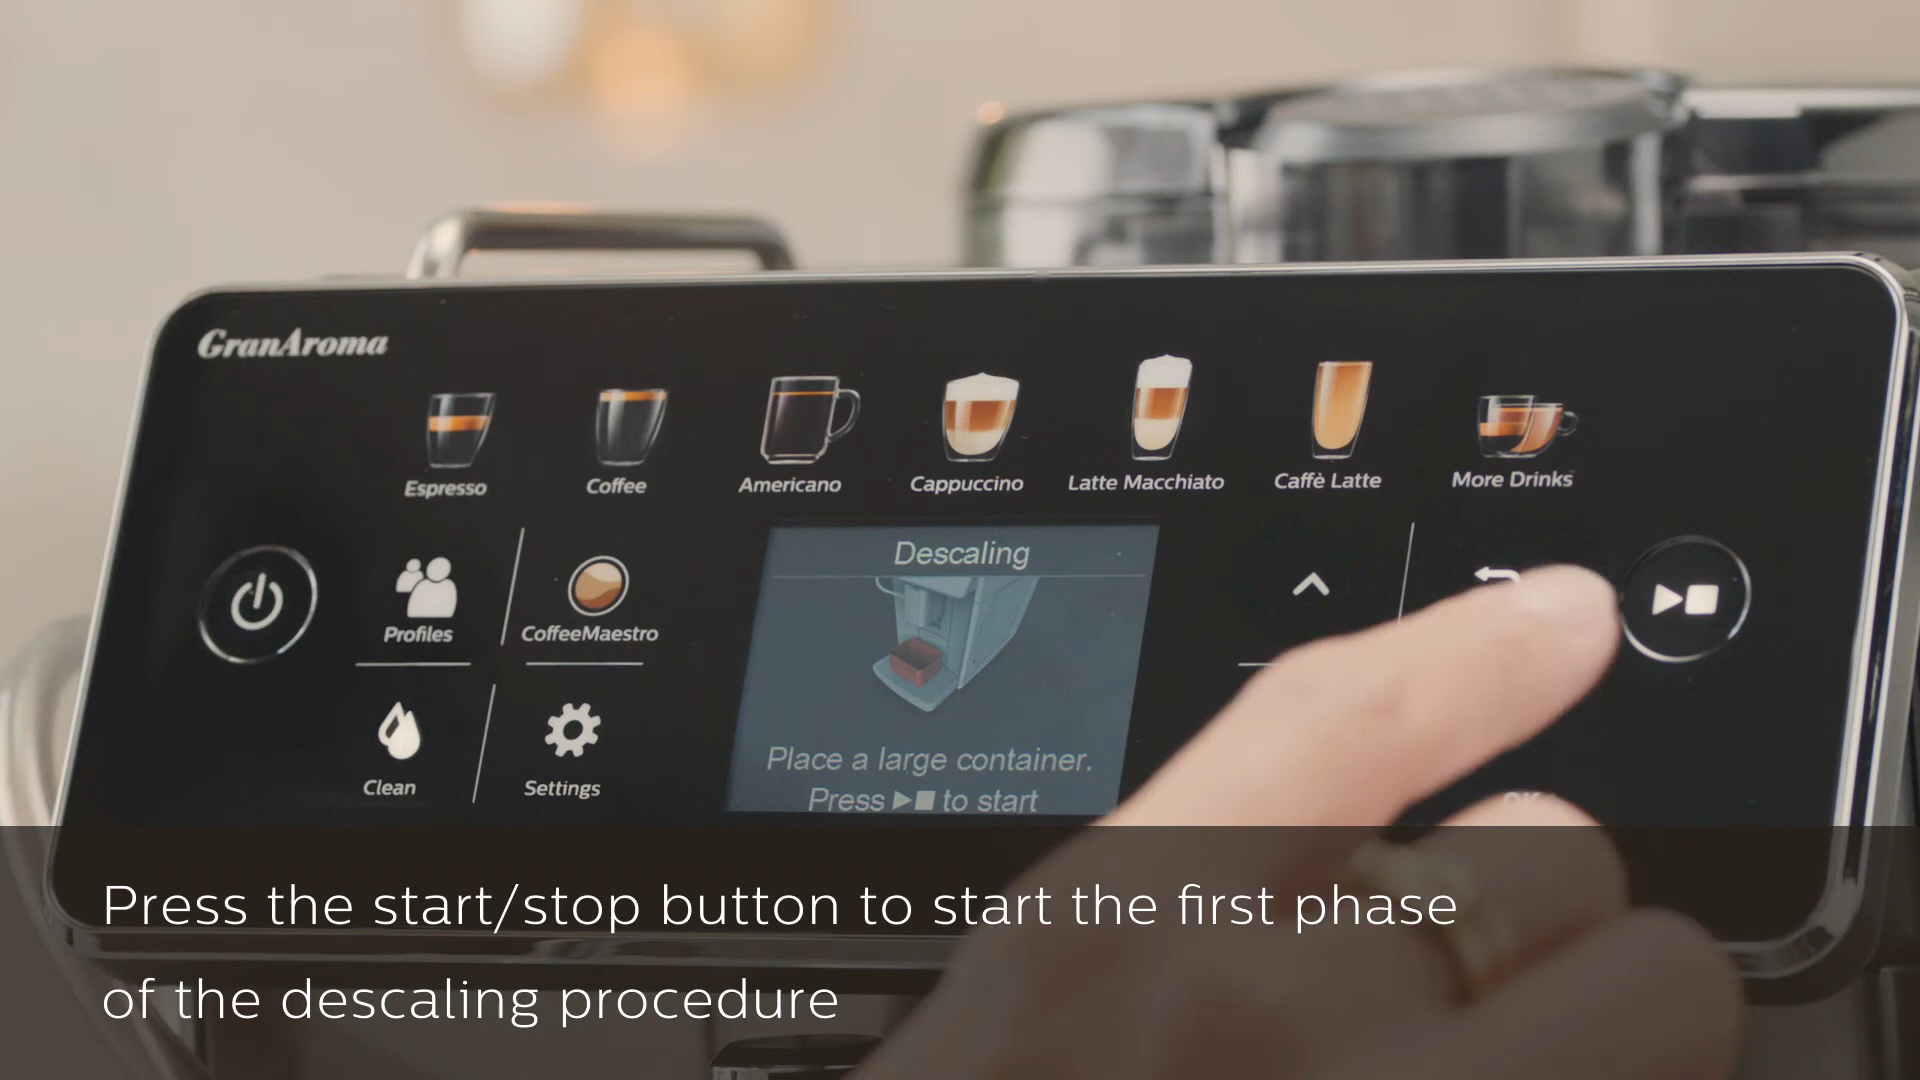 GranAroma
Espresso
Coffee
Americano
Cappuccino
Latte Macchiato
Caffè Latte
More Drinks
Profiles
CoffeeMaestro
Clean
Settings
Descaling
Place a large container.
Press ▶■ to start
OK
Press the start/stop button to start the first phase
of the descaling procedure